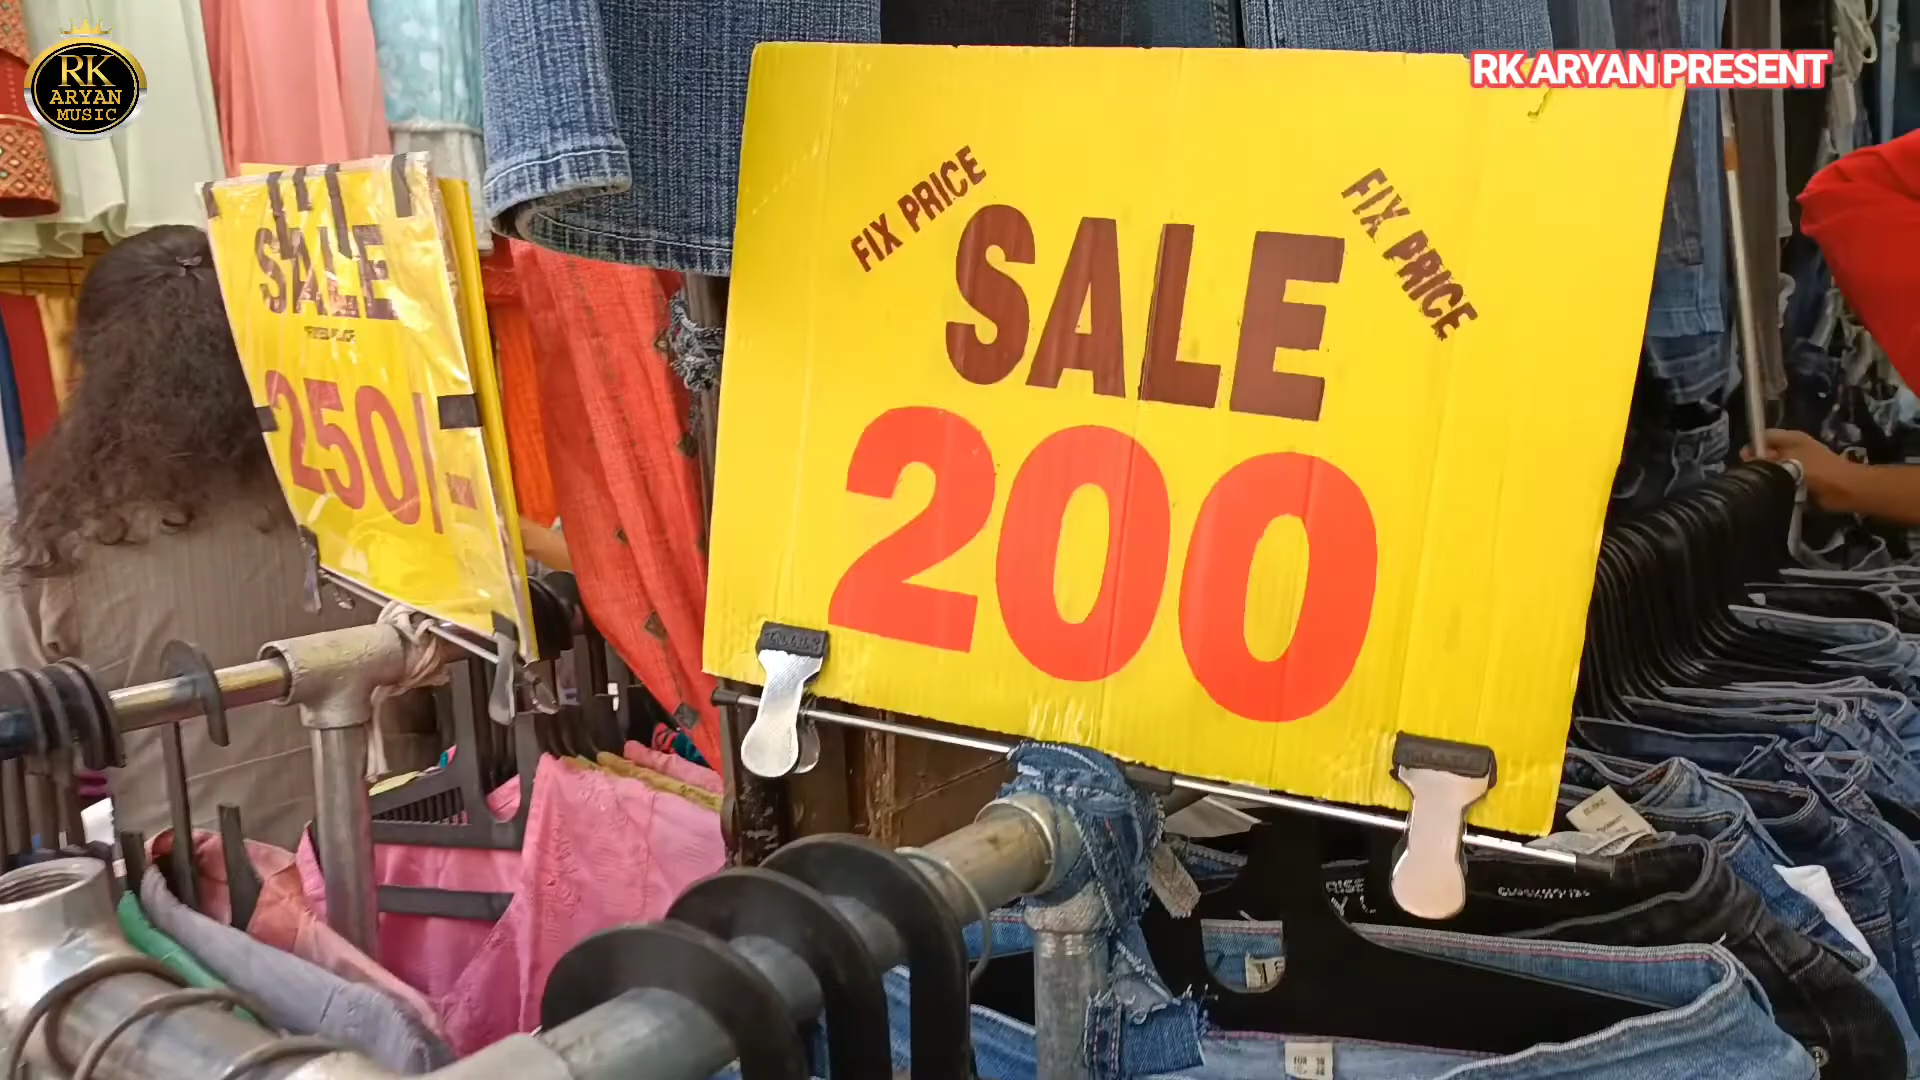 RK
ARYAN
MUSIC
RK ARYAN PRESENT
SALE
250/-
FIX PRICE
FIX PRICE
SALE
200